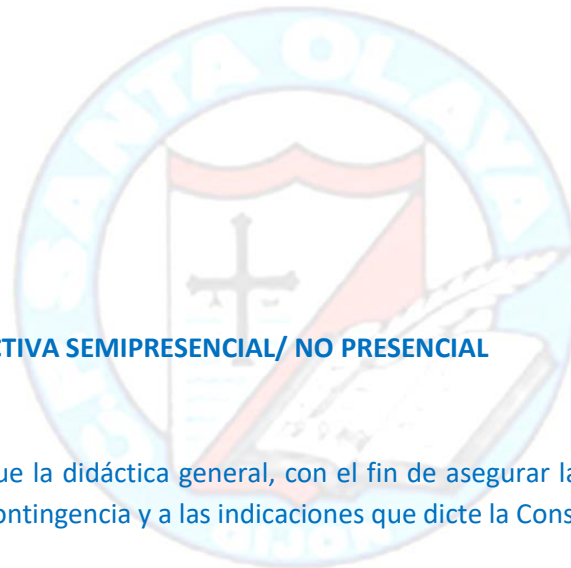 C.P. SANTA OLAYA
CTIVA SEMIPRESENCIAL/ NO PRESENCIAL
ue la didáctica general, con el fin de asegurar la
ontingencia y a las indicaciones que dicte la Cons
GIJÓN